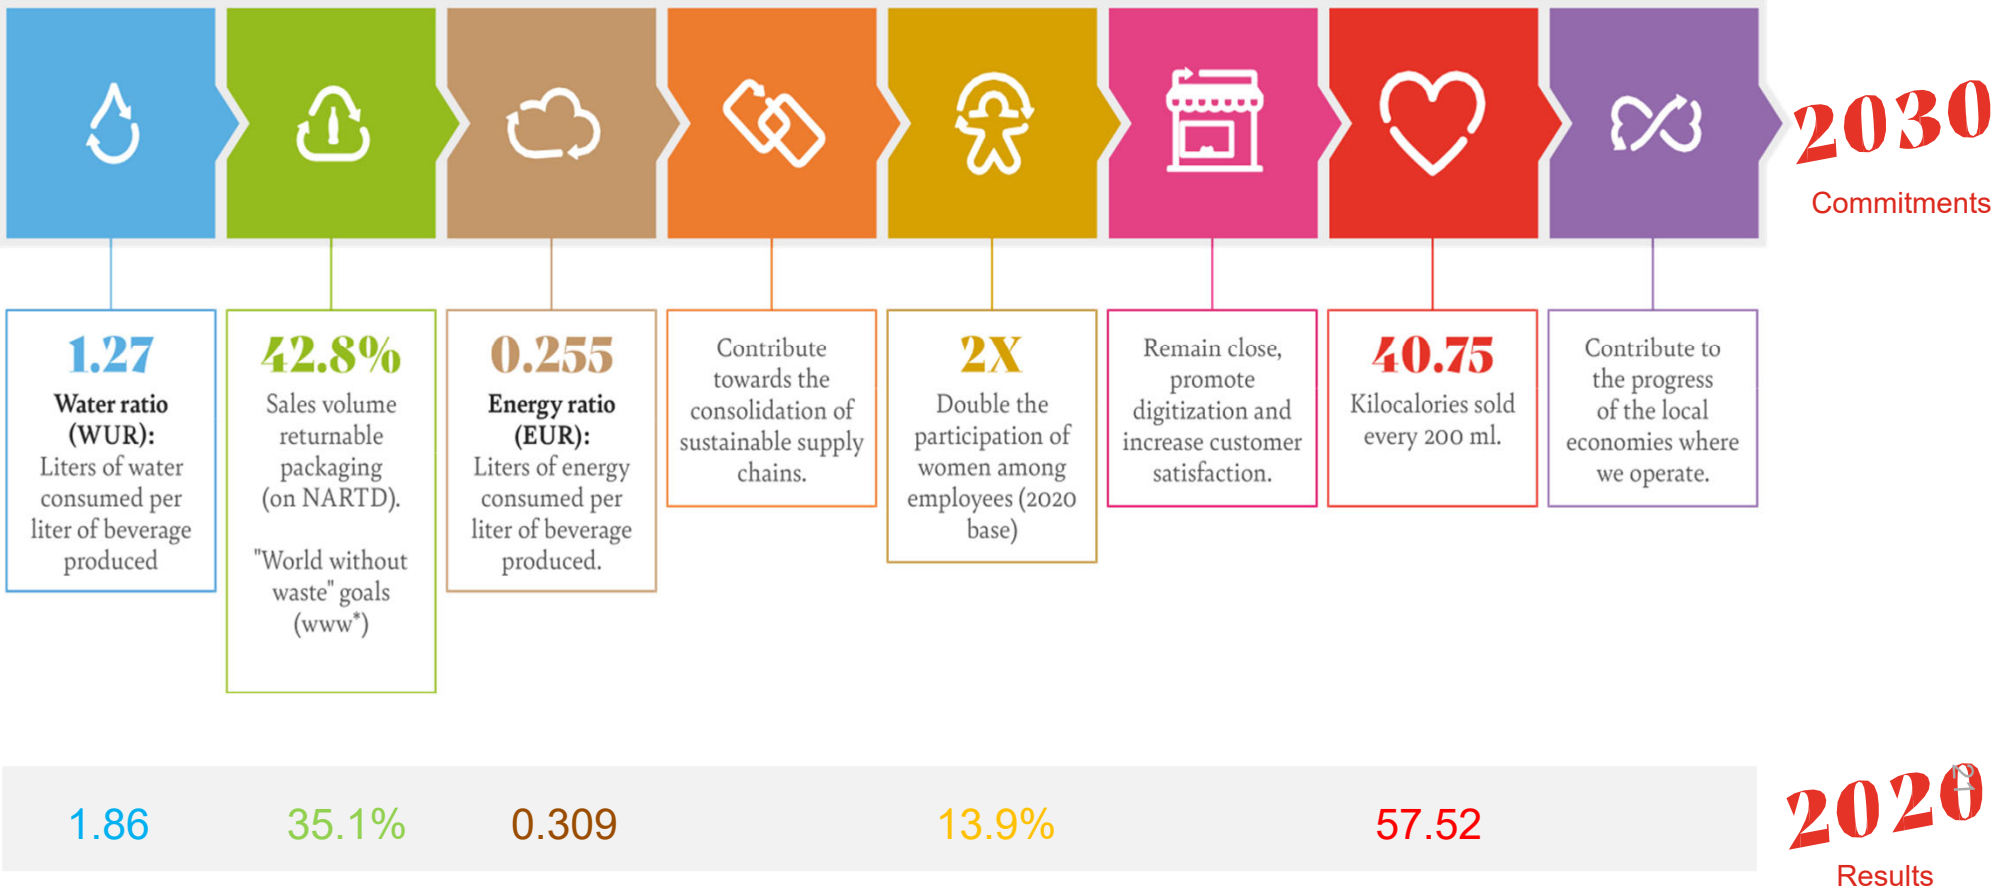 2030
Commitments
1.27
Water ratio
(WUR):
Liters of water
consumed per
liter of beverage
produced
42.8%
Sales volume
returnable
packaging
(on NARTD).
"World without
waste" goals
(www*)
0.255
Energy ratio
(EUR):
Liters of energy
consumed per
liter of beverage
produced.
Contribute
towards the
consolidation of
sustainable supply
chains.
2X
Double the
participation of
women among
employees (2020
base)
Remain close,
promote
digitization and
increase customer
satisfaction.
40.75
Kilocalories sold
every 200 ml.
Contribute to
the progress
of the local
economies where
we operate.
1.86
35.1%
0.309
13.9%
57.52
2020
21
Results